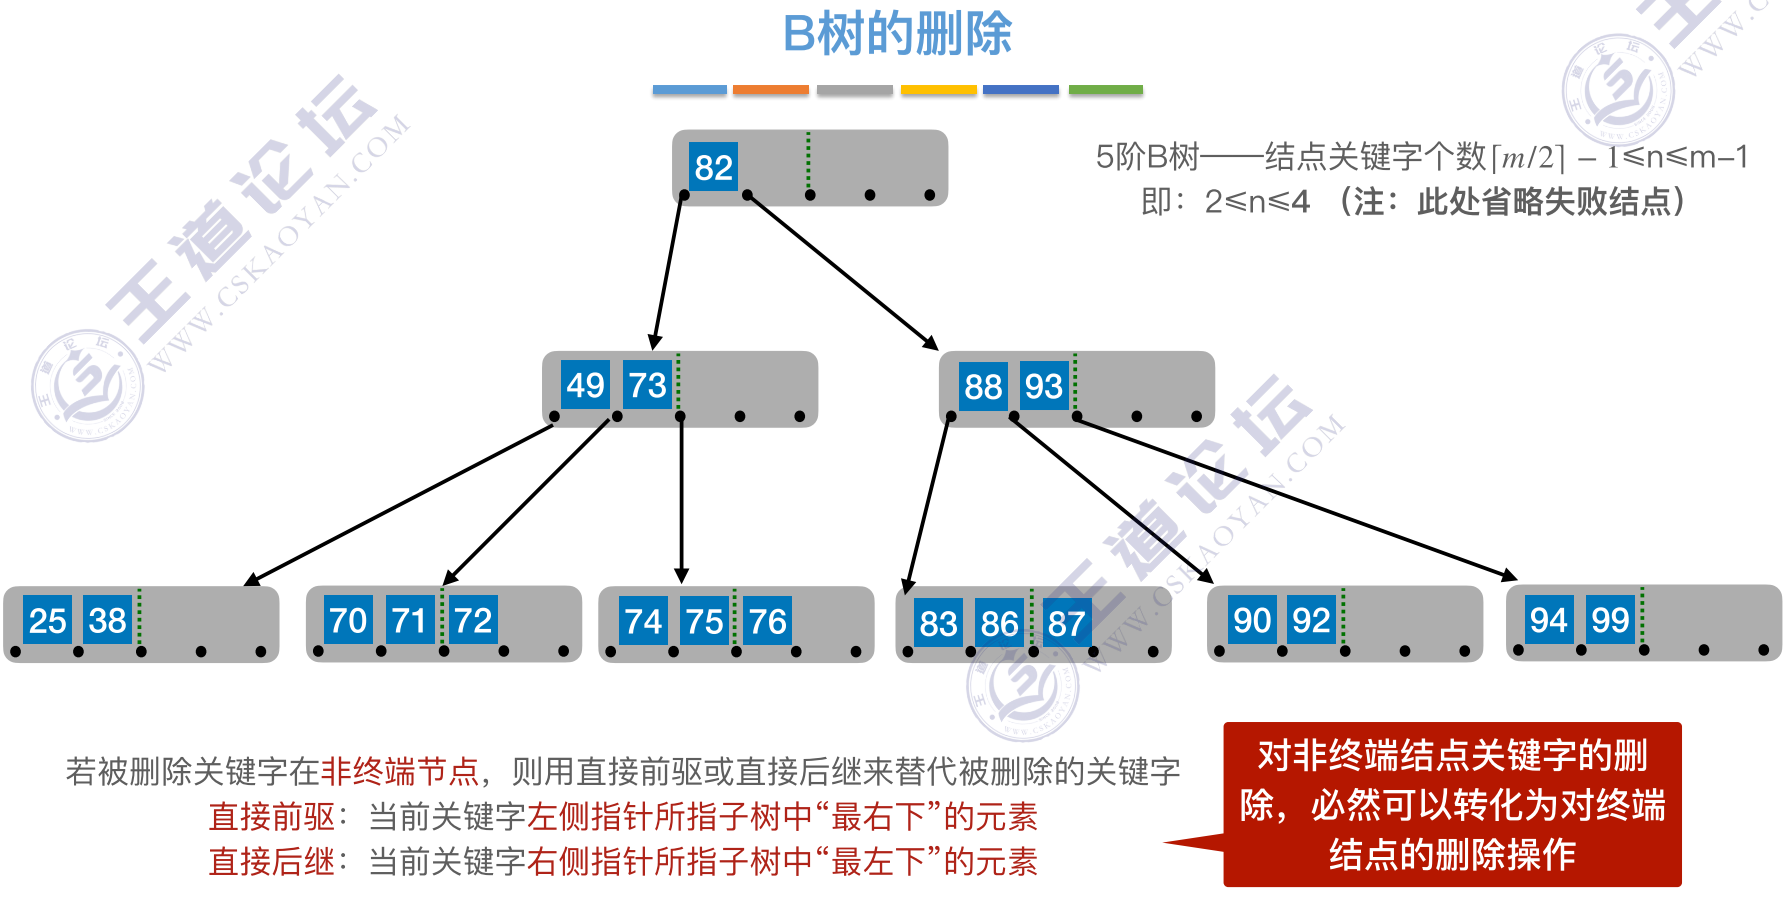 B树的删除
82
5阶B树——结点关键字个数⌈m/2⌉ − 1≤n≤m−1
即：2≤n≤4 （注：此处省略失败结点）
49 73
88 93
25 38
70 71 72
74 75 76
83 86 87
90 92
94 99
若被删除关键字在非终端节点，则用直接前驱或直接后继来替代被删除的关键字
直接前驱：当前关键字左侧指针所指子树中“最右下”的元素
直接后继：当前关键字右侧指针所指子树中“最左下”的元素
对非终端结点关键字的删
除，必然可以转化为对终端
结点的删除操作
王道论坛
WWW.CSKAOYAN.COM
王道论坛
WWW.CSKAOYAN.COM